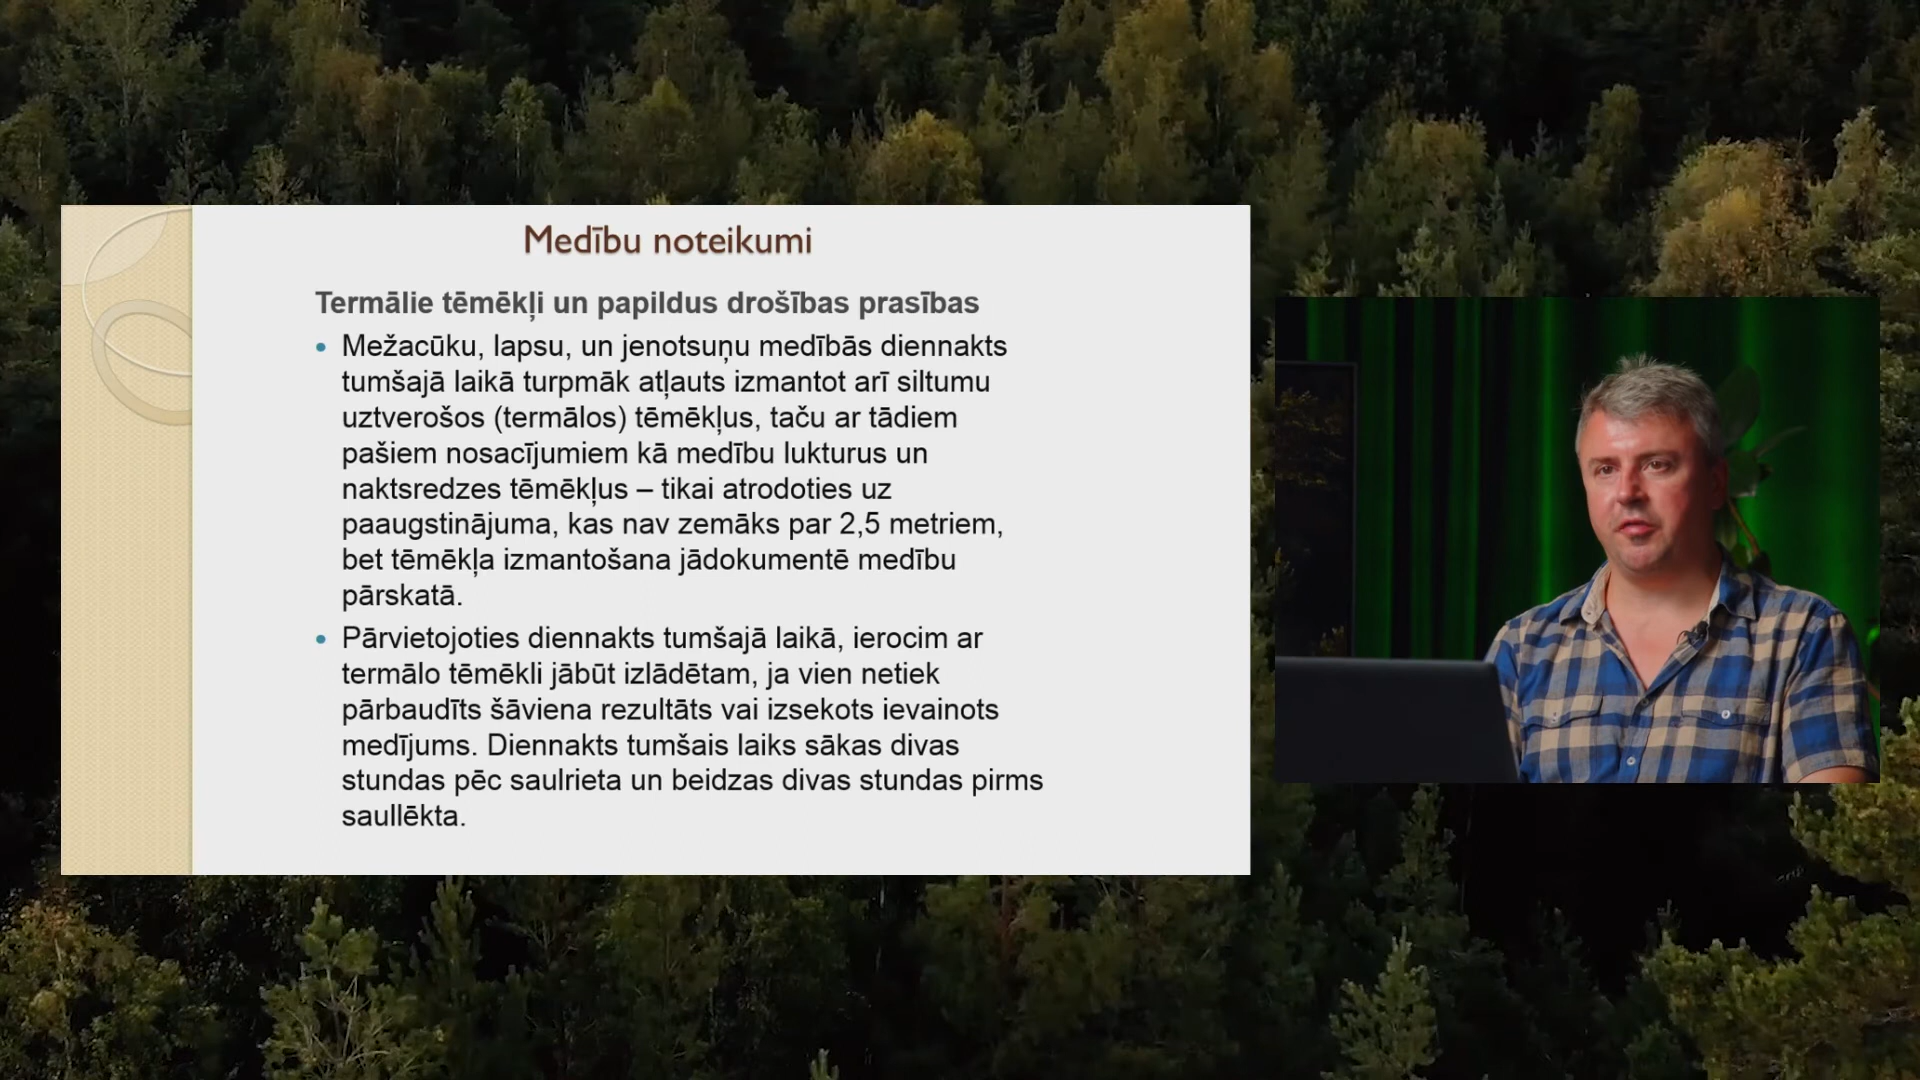 Medību noteikumi
Termālie tēmēkļi un papildus drošības prasības
• Mežacūku, lapsu, un jenotsuņu medībās diennakts
tumšajā laikā turpmāk atļauts izmantot arī siltumu
uztverošos (termālos) tēmēkļus, taču ar tādiem
pašiem nosacījumiem kā medību lukturus un
naktsredzes tēmēkļus – tikai atrodoties uz
paaugstinājuma, kas nav zemāks par 2,5 metriem,
bet tēmēkļa izmantošana jādokumentē medību
pārskatā.
• Pārvietojoties diennakts tumšajā laikā, ierocim ar
termālo tēmēkli jābūt izlādētam, ja vien netiek
pārbaudīts šāviena rezultāts vai izsekots ievainots
medījums. Diennakts tumšais laiks sākas divas
stundas pēc saulrieta un beidzas divas stundas pirms
saullēkta.